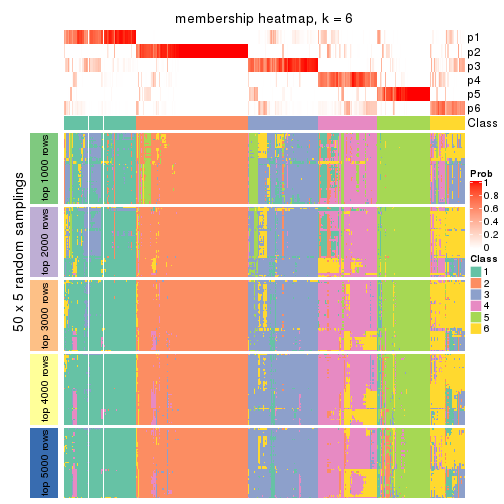 membership heatmap, k = 6
p1
p2
p3
p4
p5
p6
Class
50 x 5 random samplings
top 1000 rows
top 2000 rows
top 3000 rows
top 4000 rows
top 5000 rows
Prob
1
0.8
0.6
0.4
0.2
0
Class
1
2
3
4
5
6